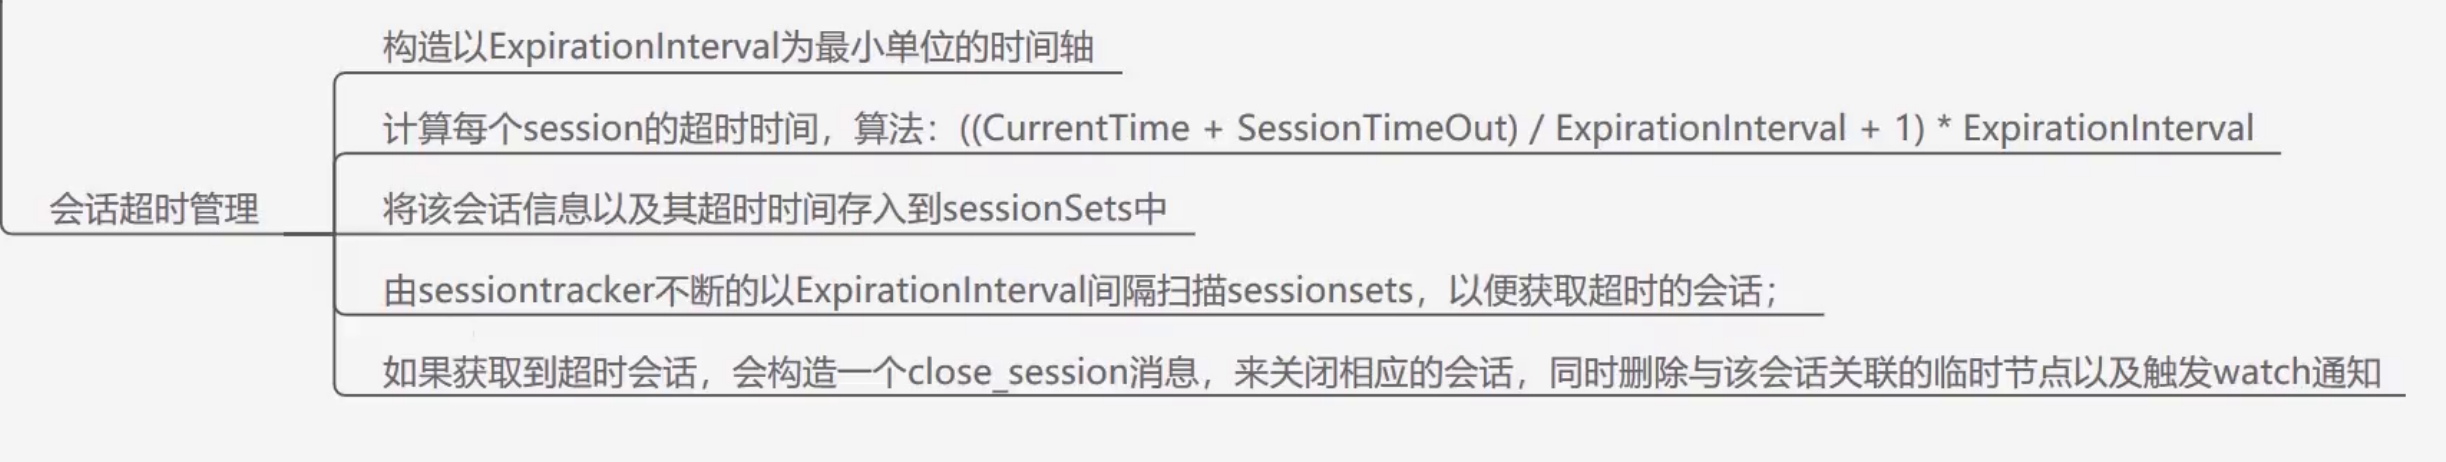 构造以ExpirationInterval为最小单位的时间轴
计算每个session的超时时间，算法：((CurrentTime + SessionTimeOut) / ExpirationInterval + 1) * ExpirationInterval
会话超时管理
将该会话信息以及其超时时间存入到sessionSets中
由sessiontracker不断的以ExpirationInterval间隔扫描sessionsets，以便获取超时的会话；
如果获取到超时会话，会构造一个close_session消息，来关闭相应的会话，同时删除与该会话关联的临时节点以及触发watch通知